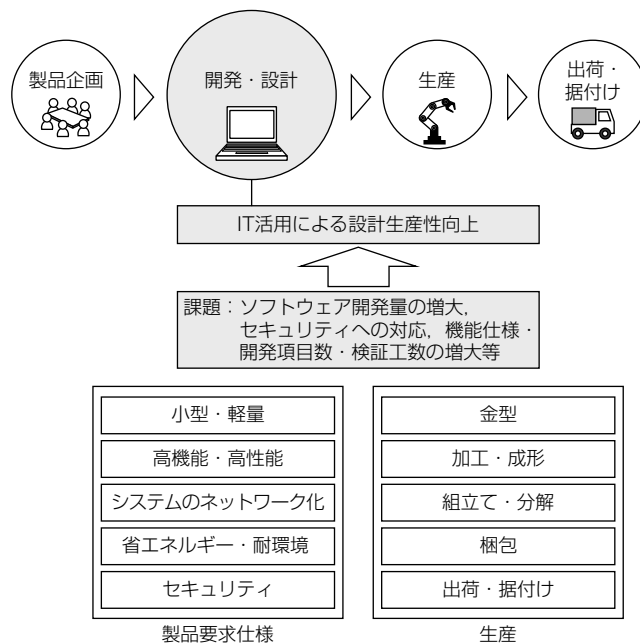 製品企画
開発・設計
生産
出荷・
据付け
IT活用による設計生産性向上
課題：ソフトウェア開発量の増大，
セキュリティへの対応，機能仕様・
開発項目数・検証工数の増大等
小型・軽量
高機能・高性能
システムのネットワーク化
省エネルギー・耐環境
セキュリティ
製品要求仕様
金型
加工・成形
組立て・分解
梱包
出荷・据付け
生産